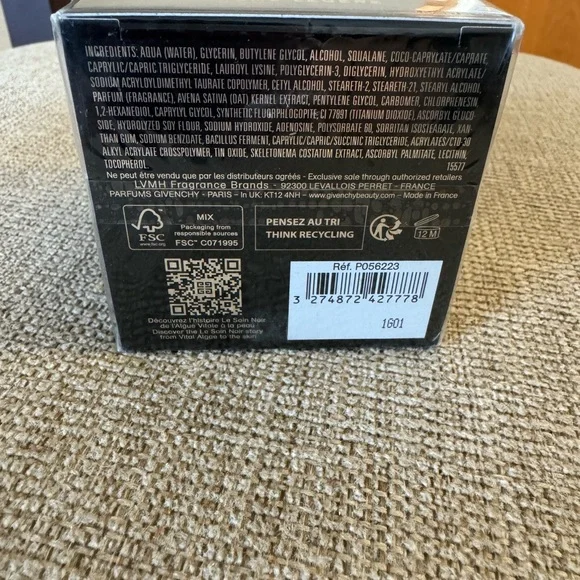 INGREDIENTS: AQUA (WATER), GLYCERIN, BUTYLENE GLYCOL, ALCOHOL, SQUALANE, COCO-CAPRYLATE/CAPRATE,
CAPRYLIC/CAPRIC TRIGLYCERIDE, LAUROYL LYSINE, POLYGLYCERIN-3, DIGLYCERIN, HYDROXYETHYL ACRYLATE/
SODIUM ACRYLOYLDIMETHYL TAURATE COPOLYMER, CETYL ALCOHOL, STEARETH-2, STEARETH-21, STEARYL ALCOHOL,
PARFUM (FRAGRANCE), AVENA SATIVA (OAT) KERNEL EXTRACT, PENTYLENE GLYCOL, CARBOMER, CHLORPHENESIN,
1,2-HEXANEDIOL, CAPRYLYL GLYCOL, SYNTHETIC FLUORPHLOGOPITE, CI 77891 (TITANIUM DIOXIDE), ASCORBYL GLUCO
SIDE, HYDROLYZED SOY FLOUR, SODIUM HYDROXIDE, ADENOSINE, POLYSORBATE 60, SORBITAN ISOSTEARATE, XAN
THAN GUM, SODIUM BENZOATE, BACILLUS FERMENT, CAPRYLIC/CAPRIC/SUCCINIC TRIGLYCERIDE, ACRYLATES/C10 30
ALKYL ACRYLATE CROSSPOLYMER, TIN OXIDE, SKELETONEMA COSTATUM EXTRACT, ASCORBYL PALMITATE, LECITHIN,
TOCOPHEROL. 15577
Ne peut être vendu que par les distributeurs agréés - Exclusive sale through authorized retailers
LVMH Fragrance Brands - 92300 LEVALLOIS PERRET - FRANCE
PARFUMS GIVENCHY - PARIS - In UK: KT12 4NH - www.givenchybeauty.com - Made in France
FSC
www.fsc.org
MIX
Packaging from
responsible sources
FSC™ C071995
PENSEZ AU TRI
THINK RECYCLING
12 M
Découvrez l'histoire Le Soin Noir
de l'Algue Vitale à la peau
Discover the Le Soin Noir story
from Vital Algae to the skin
Réf. P056223
3 274872 427778
1601